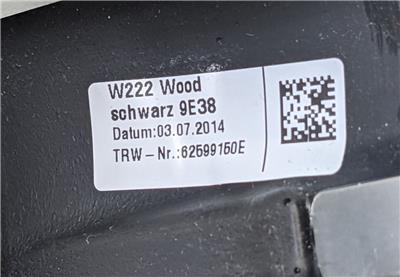 W222 Wood
schwarz 9E38
Datum:03.07.2014
TRW-Nr.:62599150E